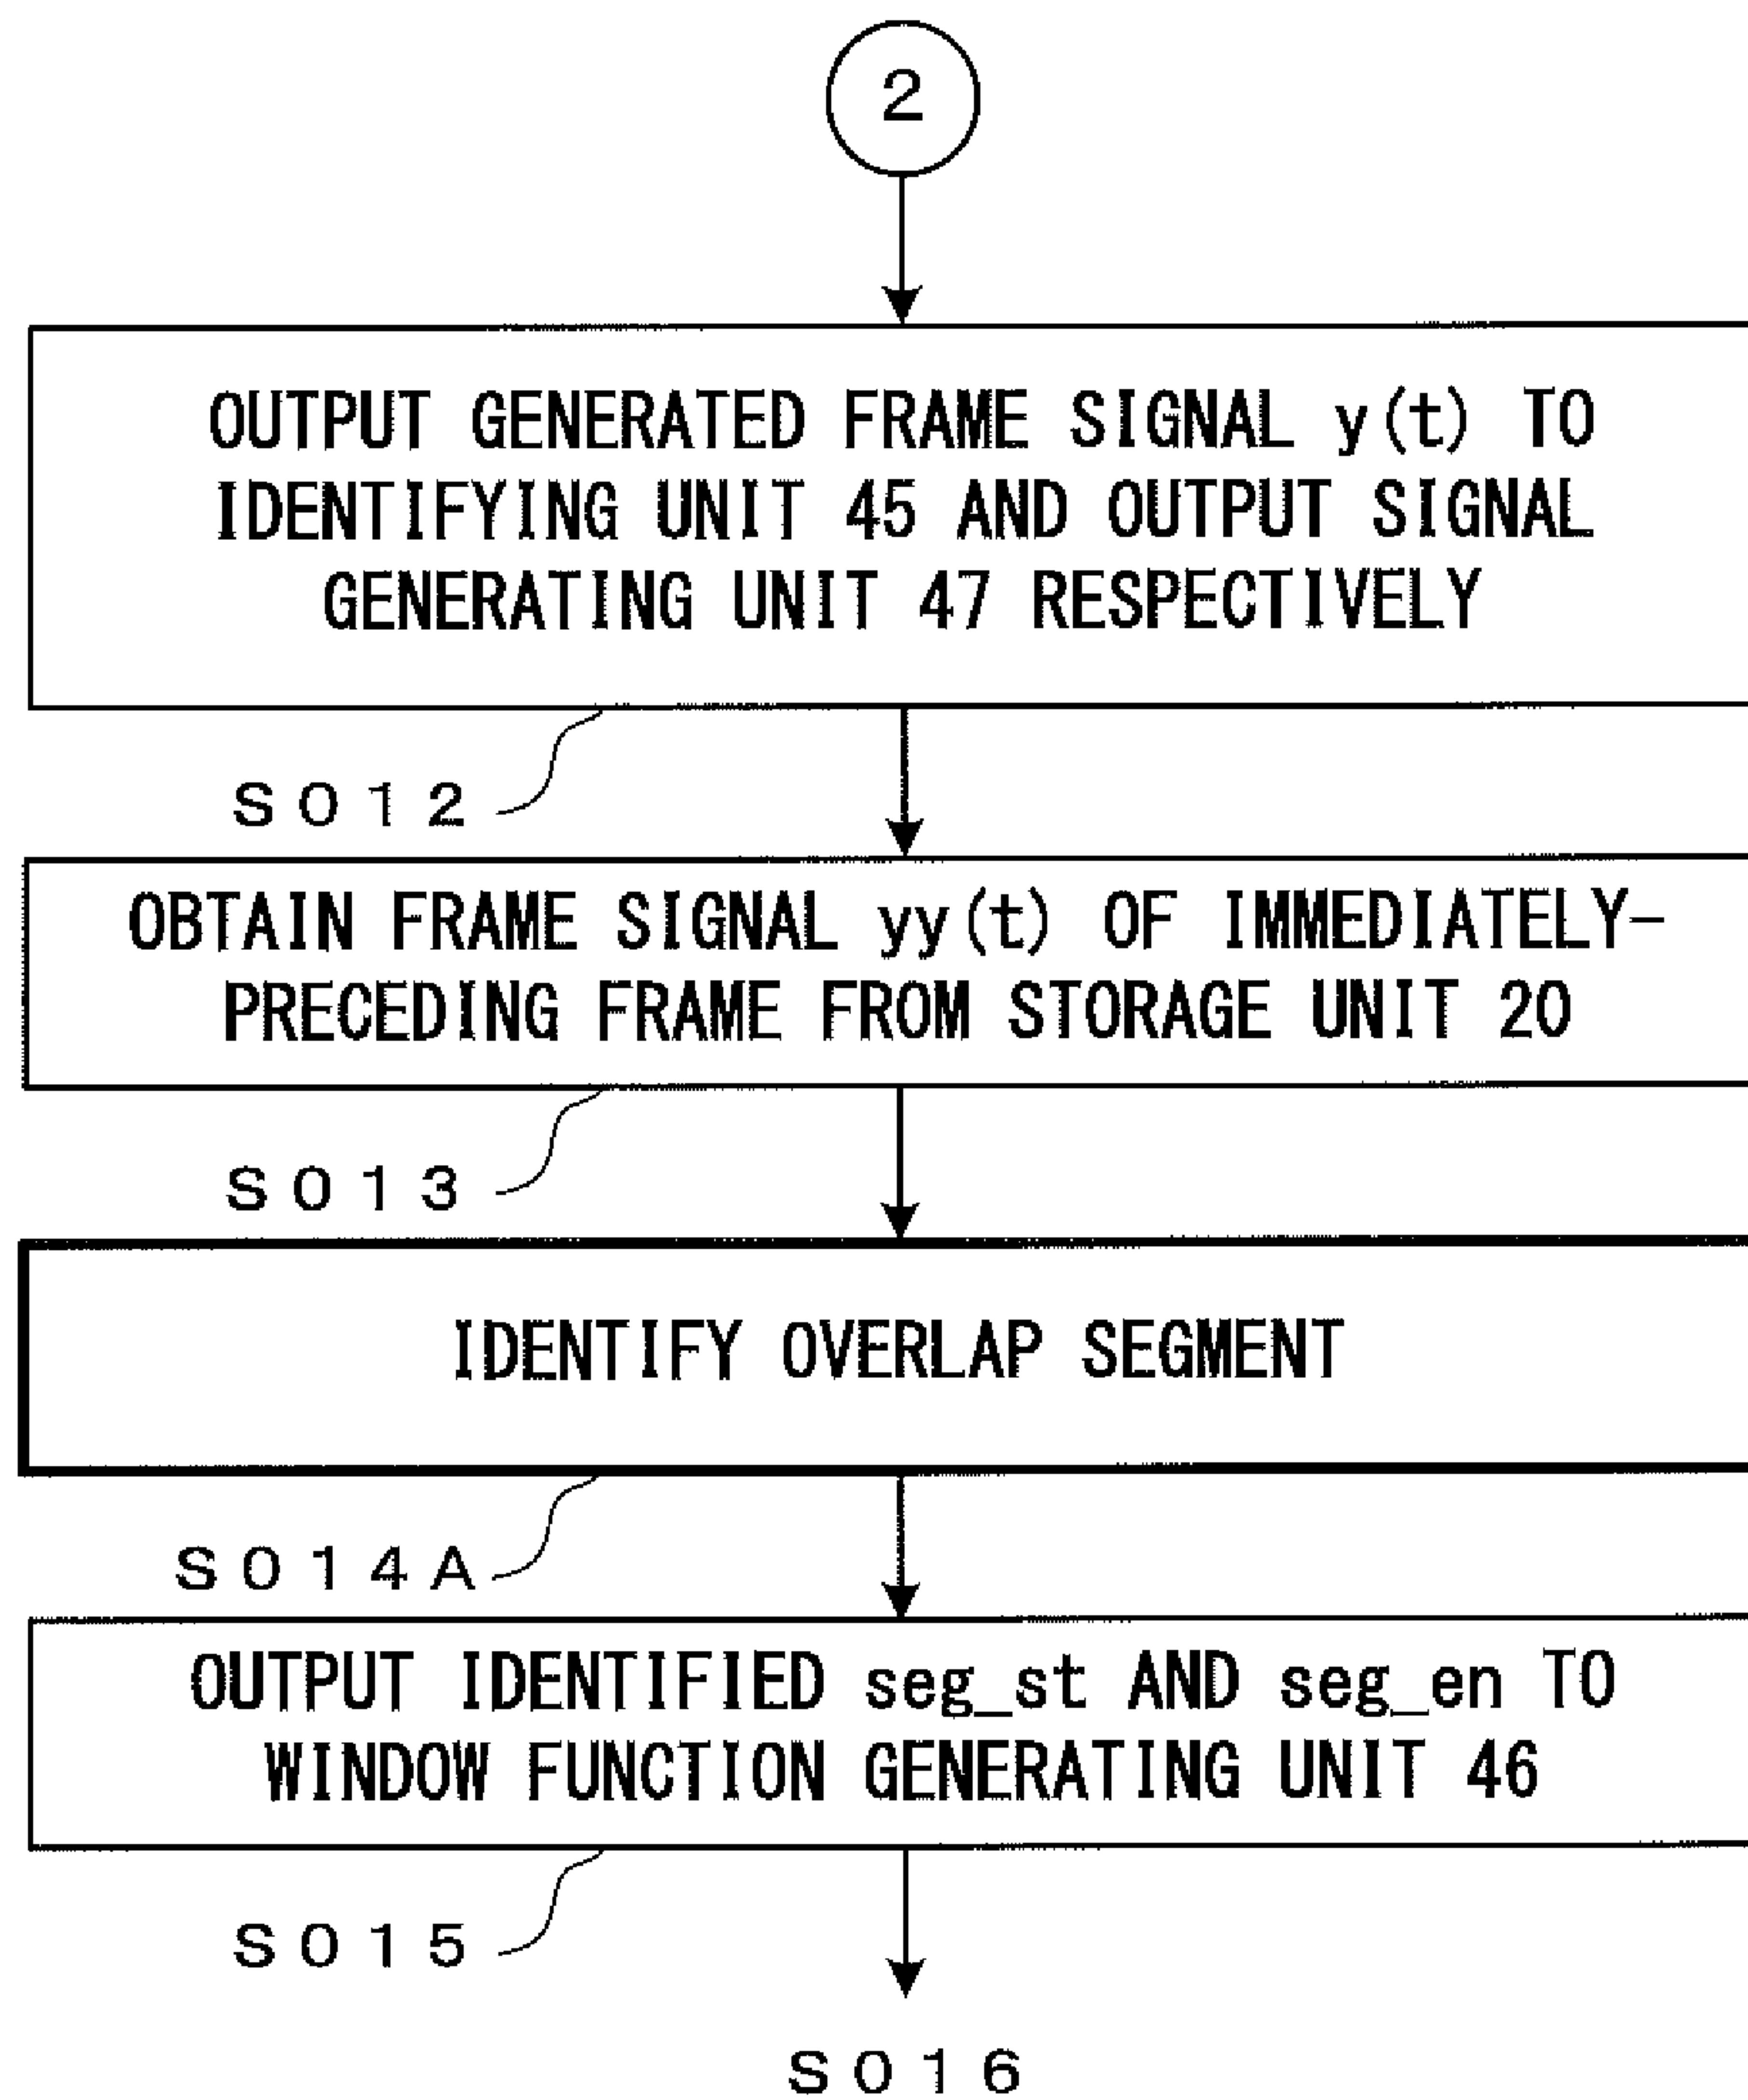 2
OUTPUT GENERATED FRAME SIGNAL y(t) TO
IDENTIFYING UNIT 45 AND OUTPUT SIGNAL
GENERATING UNIT 47 RESPECTIVELY
S012
OBTAIN FRAME SIGNAL yy(t) OF IMMEDIATELY-
PRECEDING FRAME FROM STORAGE UNIT 20
S013
IDENTIFY OVERLAP SEGMENT
S014A
OUTPUT IDENTIFIED seg_st AND seg_en TO
WINDOW FUNCTION GENERATING UNIT 46
S015
S016